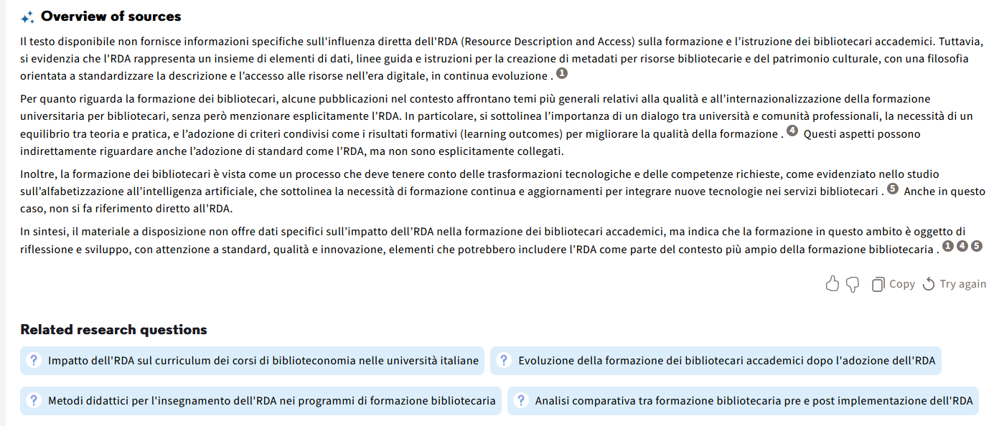 Overview of sources
Il testo disponibile non fornisce informazioni specifiche sull'influenza diretta dell'RDA (Resource Description and Access) sulla formazione e l’istruzione dei bibliotecari accademici. Tuttavia,
si evidenzia che l'RDA rappresenta un insieme di elementi di dati, linee guida e istruzioni per la creazione di metadati per risorse bibliotecarie e del patrimonio culturale, con una filosofia
orientata a standardizzare la descrizione e l’accesso alle risorse nell’era digitale, in continua evoluzione . 1
Per quanto riguarda la formazione dei bibliotecari, alcune pubblicazioni nel contesto affrontano temi più generali relativi alla qualità e all’internazionalizzazione della formazione
universitaria per bibliotecari, senza però menzionare esplicitamente l’RDA. In particolare, si sottolinea l’importanza di un dialogo tra università e comunità professionali, la necessità di un
equilibrio tra teoria e pratica, e l’adozione di criteri condivisi come i risultati formativi (learning outcomes) per migliorare la qualità della formazione . 4 Questi aspetti possono
indirettamente riguardare anche l’adozione di standard come l’RDA, ma non sono esplicitamente collegati.
Inoltre, la formazione dei bibliotecari è vista come un processo che deve tenere conto delle trasformazioni tecnologiche e delle competenze richieste, come evidenziato nello studio
sull’alfabetizzazione all’intelligenza artificiale, che sottolinea la necessità di formazione continua e aggiornamenti per integrare nuove tecnologie nei servizi bibliotecari . 5 Anche in questo
caso, non si fa riferimento diretto all’RDA.
In sintesi, il materiale a disposizione non offre dati specifici sull’impatto dell’RDA nella formazione dei bibliotecari accademici, ma indica che la formazione in questo ambito è oggetto di
riflessione e sviluppo, con attenzione a standard, qualità e innovazione, elementi che potrebbero includere l’RDA come parte del contesto più ampio della formazione bibliotecaria . 1 4 5
Copy Try again
Related research questions
? Impatto dell'RDA sul curriculum dei corsi di biblioteconomia nelle università italiane ? Evoluzione della formazione dei bibliotecari accademici dopo l'adozione dell'RDA
? Metodi didattici per l'insegnamento dell'RDA nei programmi di formazione bibliotecaria ? Analisi comparativa tra formazione bibliotecaria pre e post implementazione dell'RDA